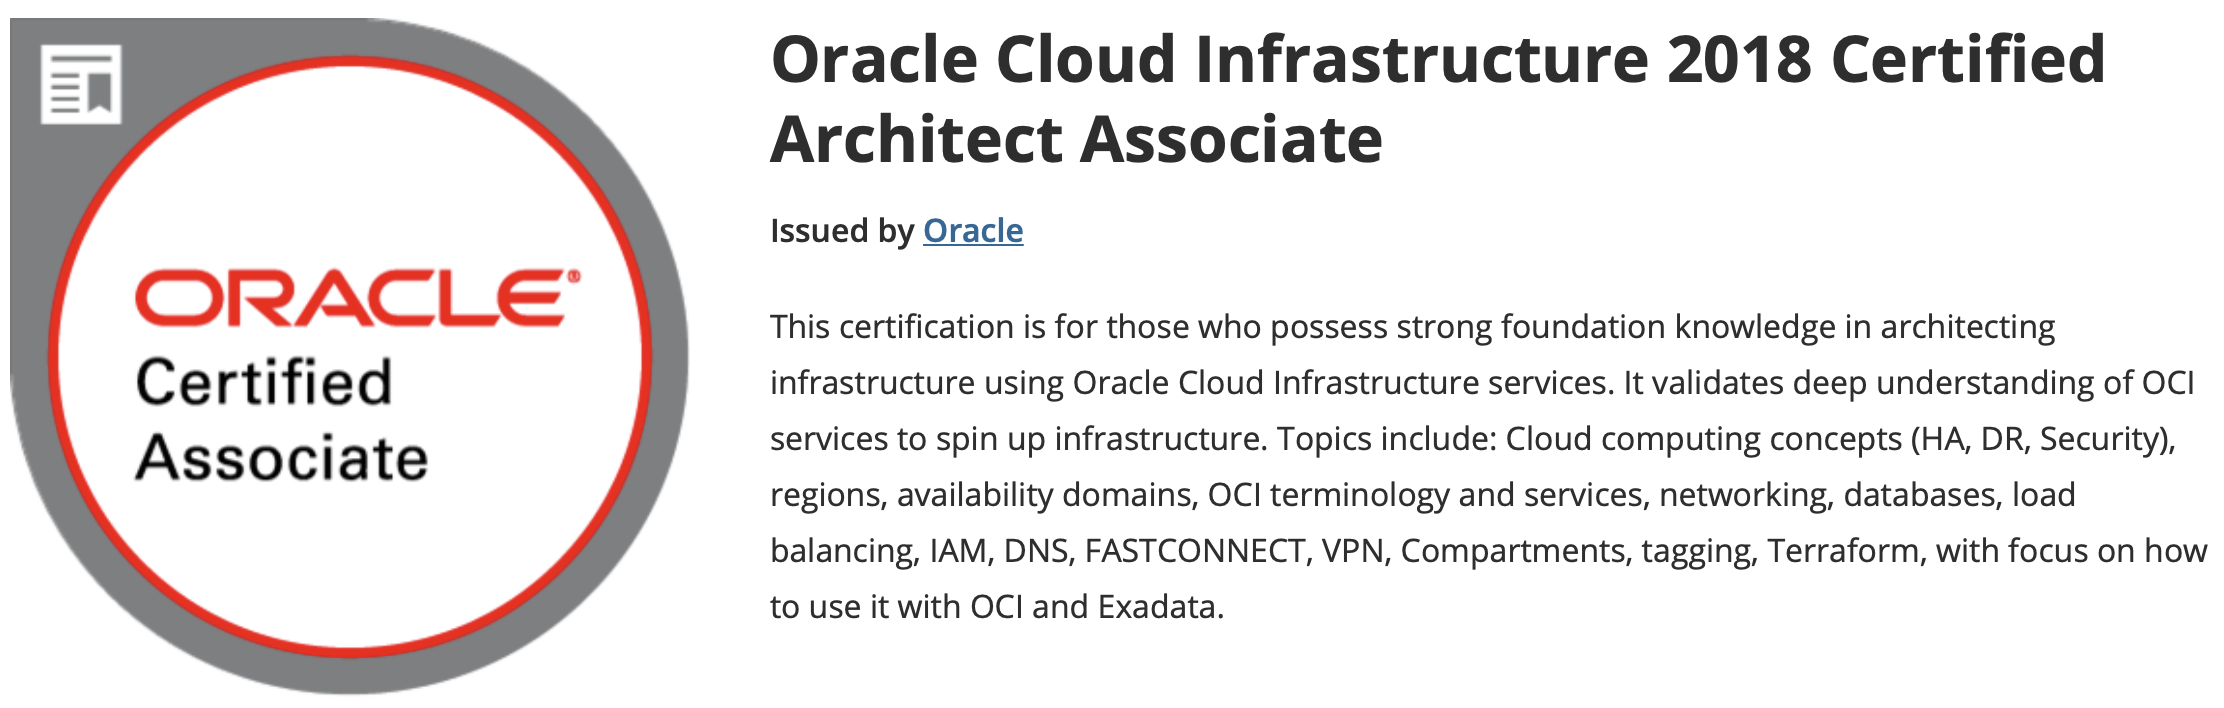 ORACLE®
Certified
Associate
Oracle Cloud Infrastructure 2018 Certified
Architect Associate
Issued by Oracle
This certification is for those who possess strong foundation knowledge in architecting
infrastructure using Oracle Cloud Infrastructure services. It validates deep understanding of OCI
services to spin up infrastructure. Topics include: Cloud computing concepts (HA, DR, Security),
regions, availability domains, OCI terminology and services, networking, databases, load
balancing, IAM, DNS, FASTCONNECT, VPN, Compartments, tagging, Terraform, with focus on how
to use it with OCI and Exadata.